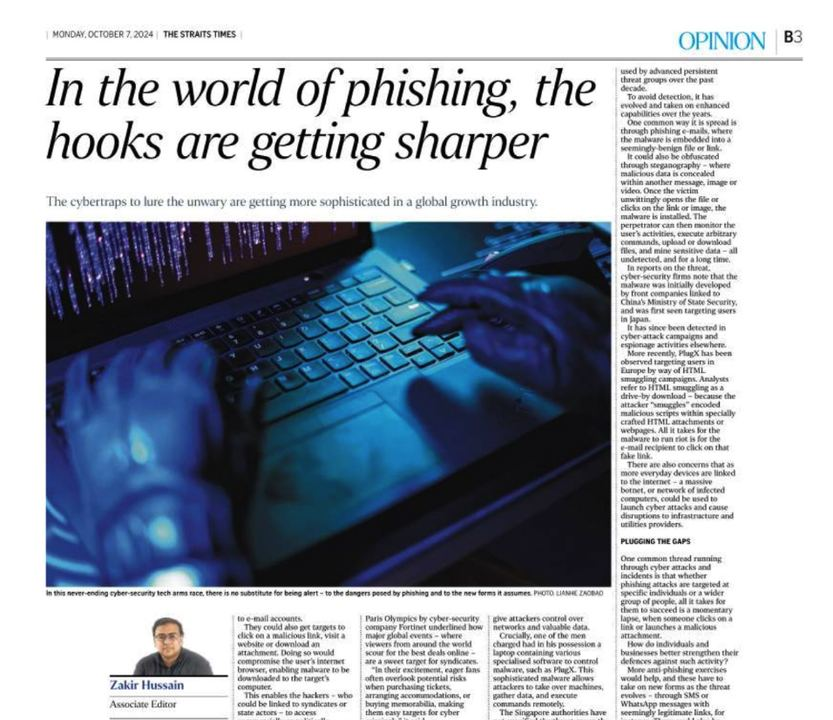 MONDAY, OCTOBER 7, 2024 | THE STRAITS TIMES |
OPINION | B3
In the world of phishing, the
hooks are getting sharper
The cybertraps to lure the unwary are getting more sophisticated in a global growth industry.
In this never-ending cyber-security tech arms race, there is no substitute for being alert – to the dangers posed by phishing and to the new forms it assumes. PHOTO: LIANHE ZAOBAO
Zakir Hussain
Associate Editor
to e-mail accounts.
They could also get targets to
click on a malicious link, visit a
website or download an
attachment. Doing so would
compromise the user's internet
browser, enabling malware to be
downloaded to the target's
computer.
This enables the hackers – who
could be linked to syndicates or
state actors – to access
Paris Olympics by cyber-security
company Fortinet underlined how
major global events – where
viewers from around the world
scour for the best deals online –
are a sweet target for syndicates.
"In their excitement, eager fans
often overlook potential risks
when purchasing tickets,
arranging accommodations, or
buying memorabilia, making
them easy targets for cyber
give attackers control over
networks and valuable data.
Crucially, one of the men
charged had in his possession a
laptop containing various
specialised software to control
malware, such as PlugX. This
sophisticated malware allows
attackers to take over machines,
gather data, and execute
commands remotely.
The Singapore authorities have
used by advanced persistent
threat groups over the past
decade.
To avoid detection, it has
evolved and taken on enhanced
capabilities over the years.
One common way it is spread is
through phishing e-mails, where
the malware is embedded into a
seemingly-benign file or link.
It could also be obfuscated
through steganography – where
malicious data is concealed
within another message, image or
video. Once the victim
unwittingly opens the file or
clicks on the link or image, the
malware is installed. The
perpetrator can then monitor the
user's activities, execute arbitrary
commands, upload or download
files, and mine sensitive data – all
undetected, and for a long time.
In reports on the threat,
cyber-security firms note that the
malware was initially developed
by front companies linked to
China's Ministry of State Security,
and was first seen targeting users
in Japan.
It has since been detected in
cyber-attack campaigns and
espionage activities elsewhere.
More recently, PlugX has been
observed targeting users in
Europe by way of HTML
smuggling campaigns. Analysts
refer to HTML smuggling as a
drive-by download – because the
attacker "smuggles" encoded
malicious scripts within specially
crafted HTML attachments or
webpages. All it takes for the
malware to run riot is for the
e-mail recipient to click on that
fake link.
There are also concerns that as
more everyday devices are linked
to the internet – a massive
botnet, or network of infected
computers, could be used to
launch cyber attacks and cause
disruptions to infrastructure and
utilities providers.
PLUGGING THE GAPS
One common thread running
through cyber attacks and
incidents is that whether
phishing attacks are targeted at
specific individuals or a wider
group of people, all it takes for
them to succeed is a momentary
lapse, when someone clicks on a
link or launches a malicious
attachment.
How do individuals and
businesses better strengthen their
defences against such activity?
More anti-phishing exercises
would help, and these have to
take on new forms as the threat
evolves – through SMS or
WhatsApp messages with
seemingly legitimate links, for